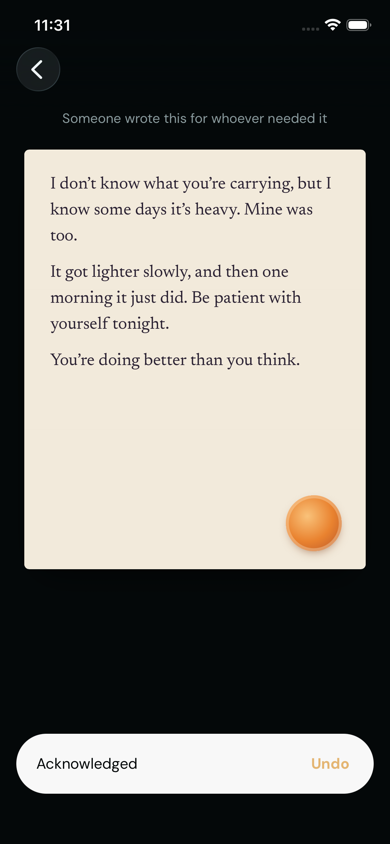 11:31
Someone wrote this for whoever needed it
I don’t know what you’re carrying, but I
know some days it’s heavy. Mine was
too.
It got lighter slowly, and then one
morning it just did. Be patient with
yourself tonight.
You’re doing better than you think.
Acknowledged
Undo